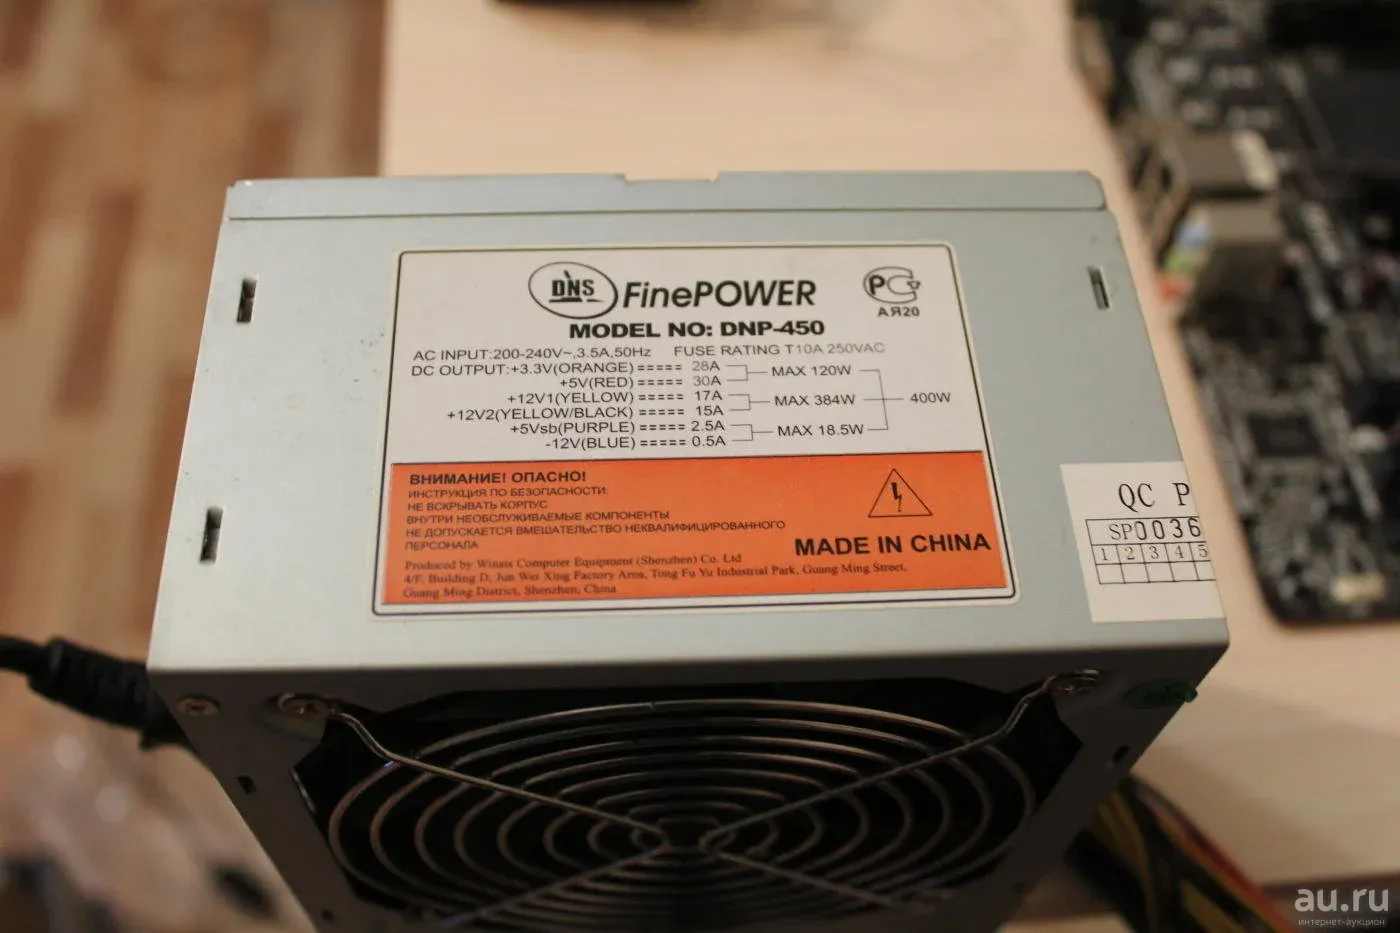 DNS FinePOWER
АЯ20
MODEL NO: DNP-450
AC INPUT:200-240V~,3.5A,50Hz FUSE RATING T10A 250VAC
DC OUTPUT:+3.3V(ORANGE) ===== 28A
+5V(RED) ===== 30A
MAX 120W
+12V1(YELLOW) ===== 17A
+12V2(YELLOW/BLACK) ===== 15A
MAX 384W
400W
+5Vsb(PURPLE) ===== 2.5A
-12V(BLUE) ===== 0.5A
MAX 18.5W
ВНИМАНИЕ! ОПАСНО!
ИНСТРУКЦИЯ ПО БЕЗОПАСНОСТИ:
НЕ ВСКРЫВАТЬ КОРПУС
ВНУТРИ НЕОБСЛУЖИВАЕМЫЕ КОМПОНЕНТЫ
НЕ ДОПУСКАЕТСЯ ВМЕШАТЕЛЬСТВО НЕКВАЛИФИЦИРОВАННОГО
ПЕРСОНАЛА
MADE IN CHINA
Produced by Winsis Computer Equipment (Shenzhen) Co. Ltd
4/F, Building D, Jun Wei Xing Factory Area, Tong Fu Yu Industrial Park, Guang Ming Street,
Guang Ming District, Shenzhen, China
QC P
SP0036
1 2 3 4 5
au.ru
интернет-аукцион